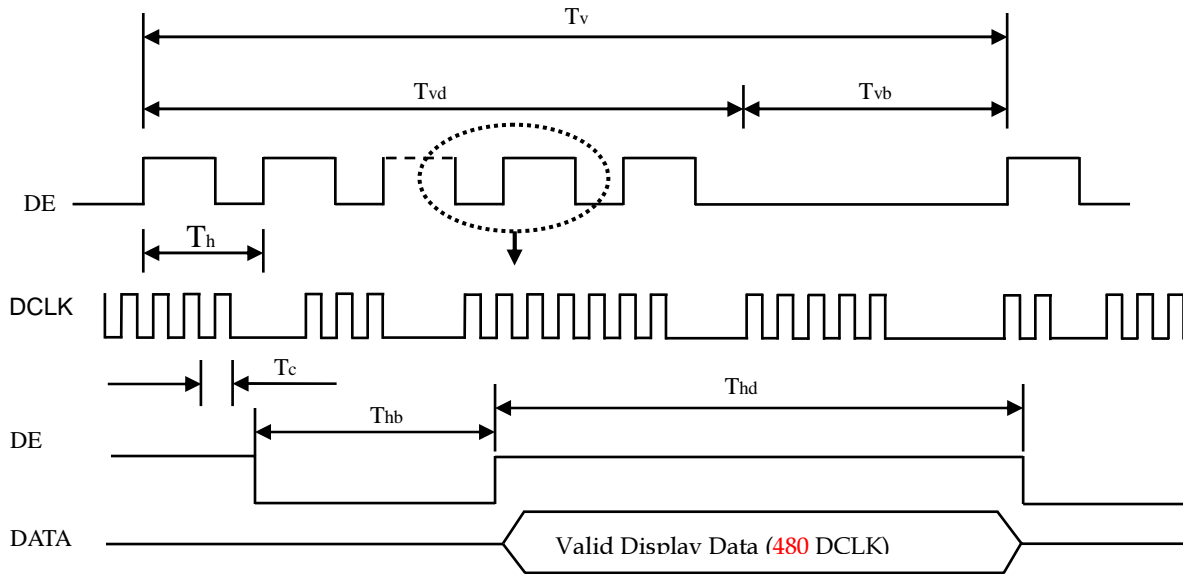 Tv
Tvd
Tvb
DE
Th
DCLK
Tc
Thd
Thb
DE
DATA
Valid Display Data (480 DCLK)